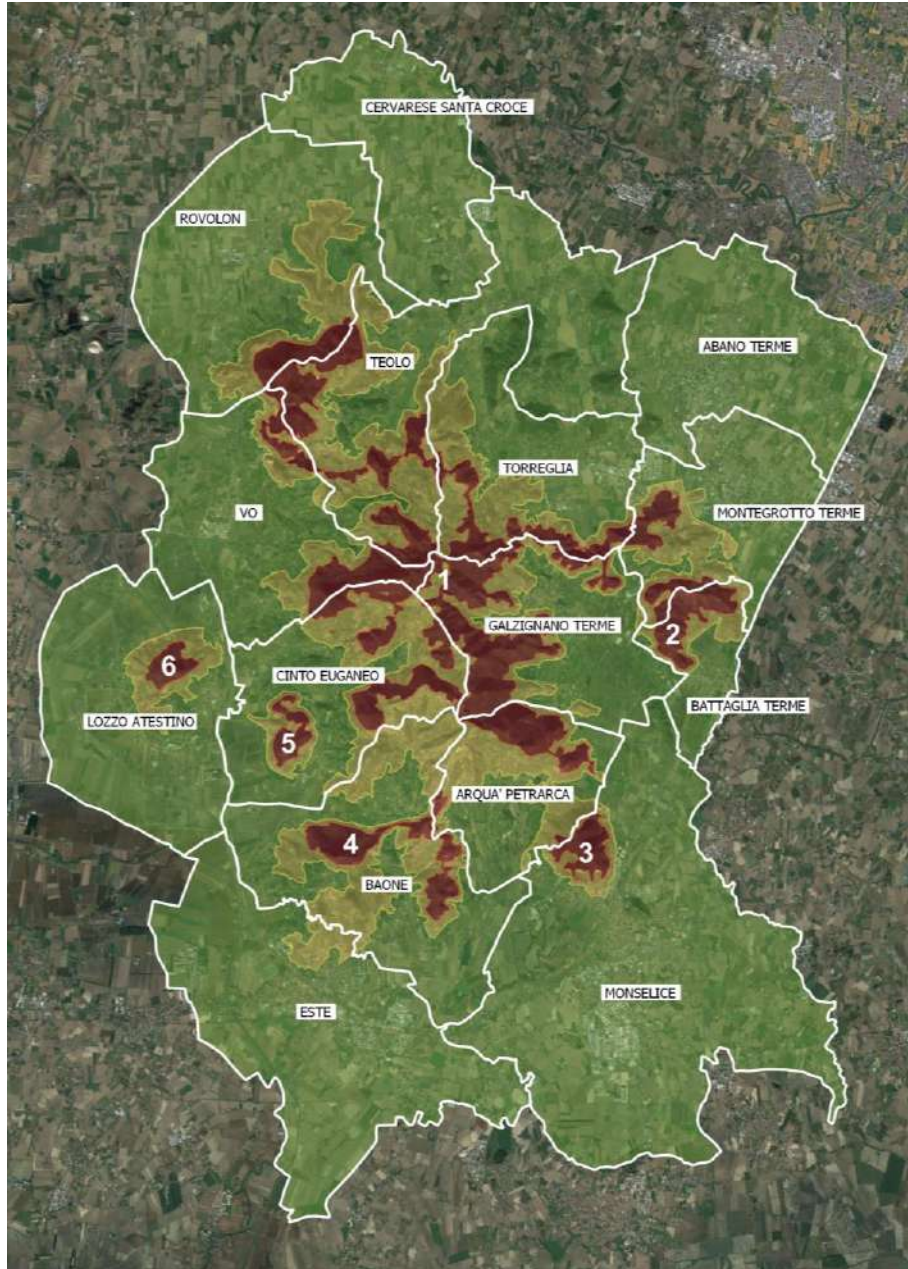 CERVARESE SANTA CROCE
ROVOLON
ABANO TERME
TEOLO
TORREGLIA
VO
MONTEGROTTO TERME
1
GALZIGNANO TERME
2
6
CINTO EUGANEO
BATTAGLIA TERME
LOZZO ATESTINO
5
ARQUA' PETRARCA
4
3
BAONE
MONSELICE
ESTE